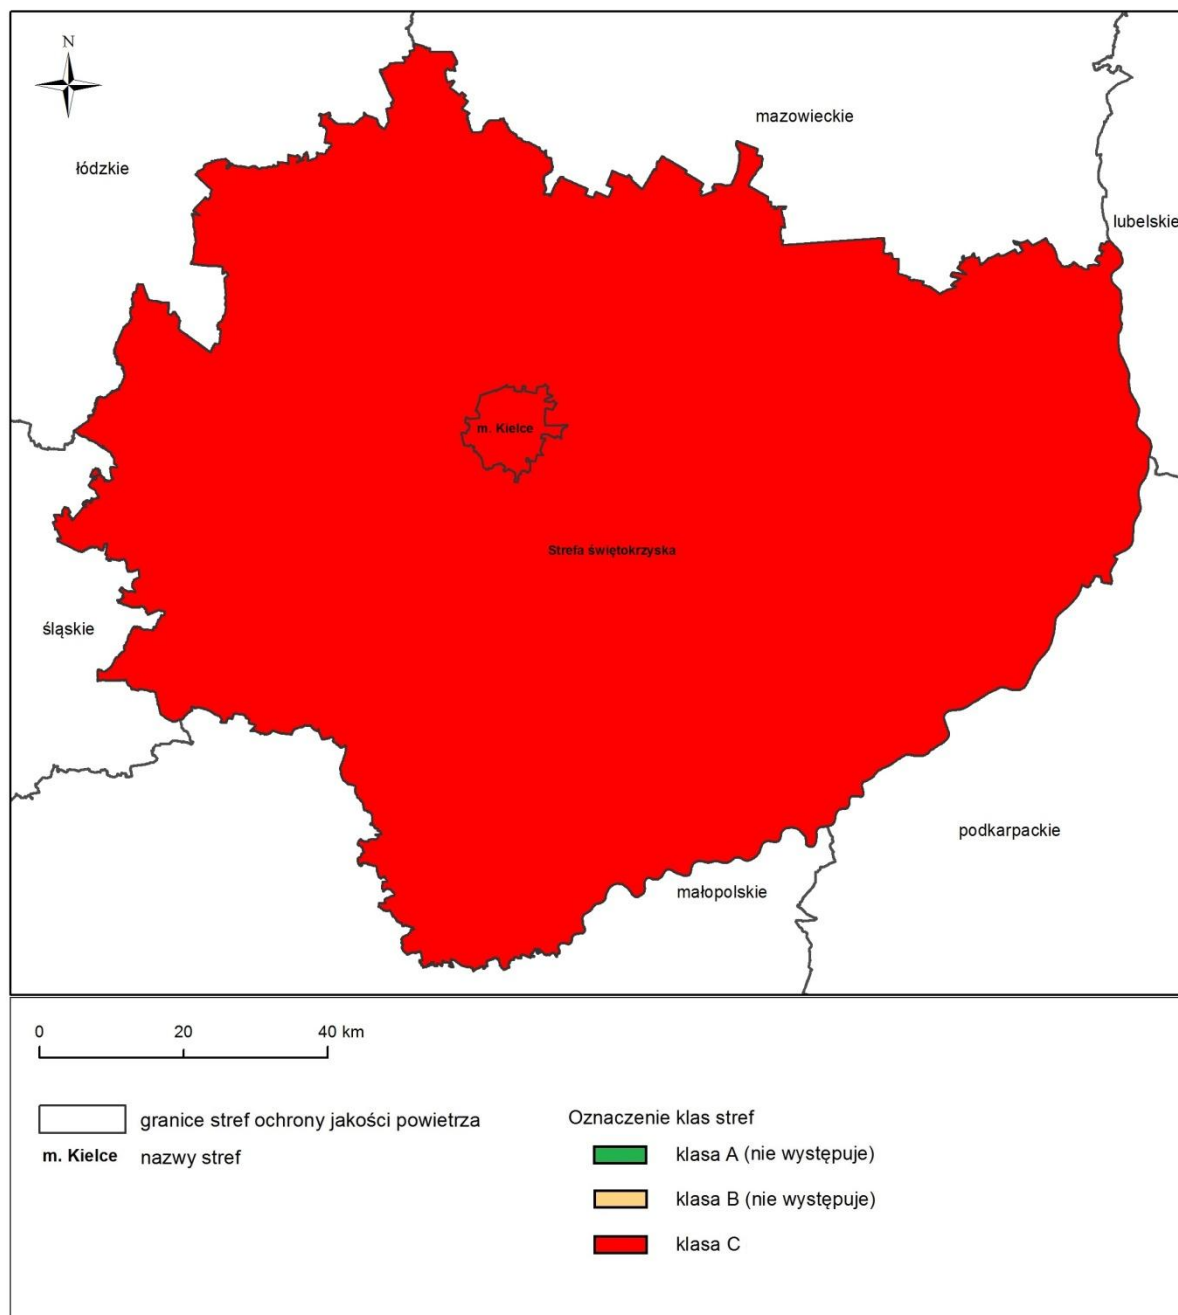 N
mazowieckie
łódzkie
lubelskie
m. Kielce
Strefa świętokrzyska
śląskie
podkarpackie
małopolskie
0 20 40 km
granice stref ochrony jakości powietrza
m. Kielce nazwy stref
Oznaczenie klas stref
klasa A (nie występuje)
klasa B (nie występuje)
klasa C